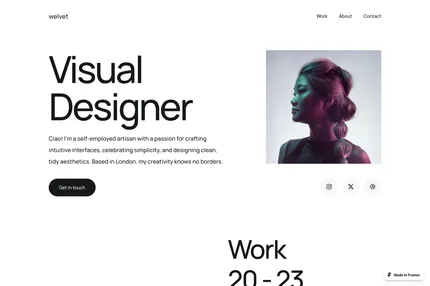 welvet
Work About Contact
Visual
Designer
Ciao! I'm a self-employed artisan with a passion for crafting
intuitive interfaces, celebrating simplicity, and designing clean,
tidy aesthetics. Based in London, my creativity knows no borders.
Get in touch
Work
20 - 23
Made in Framer